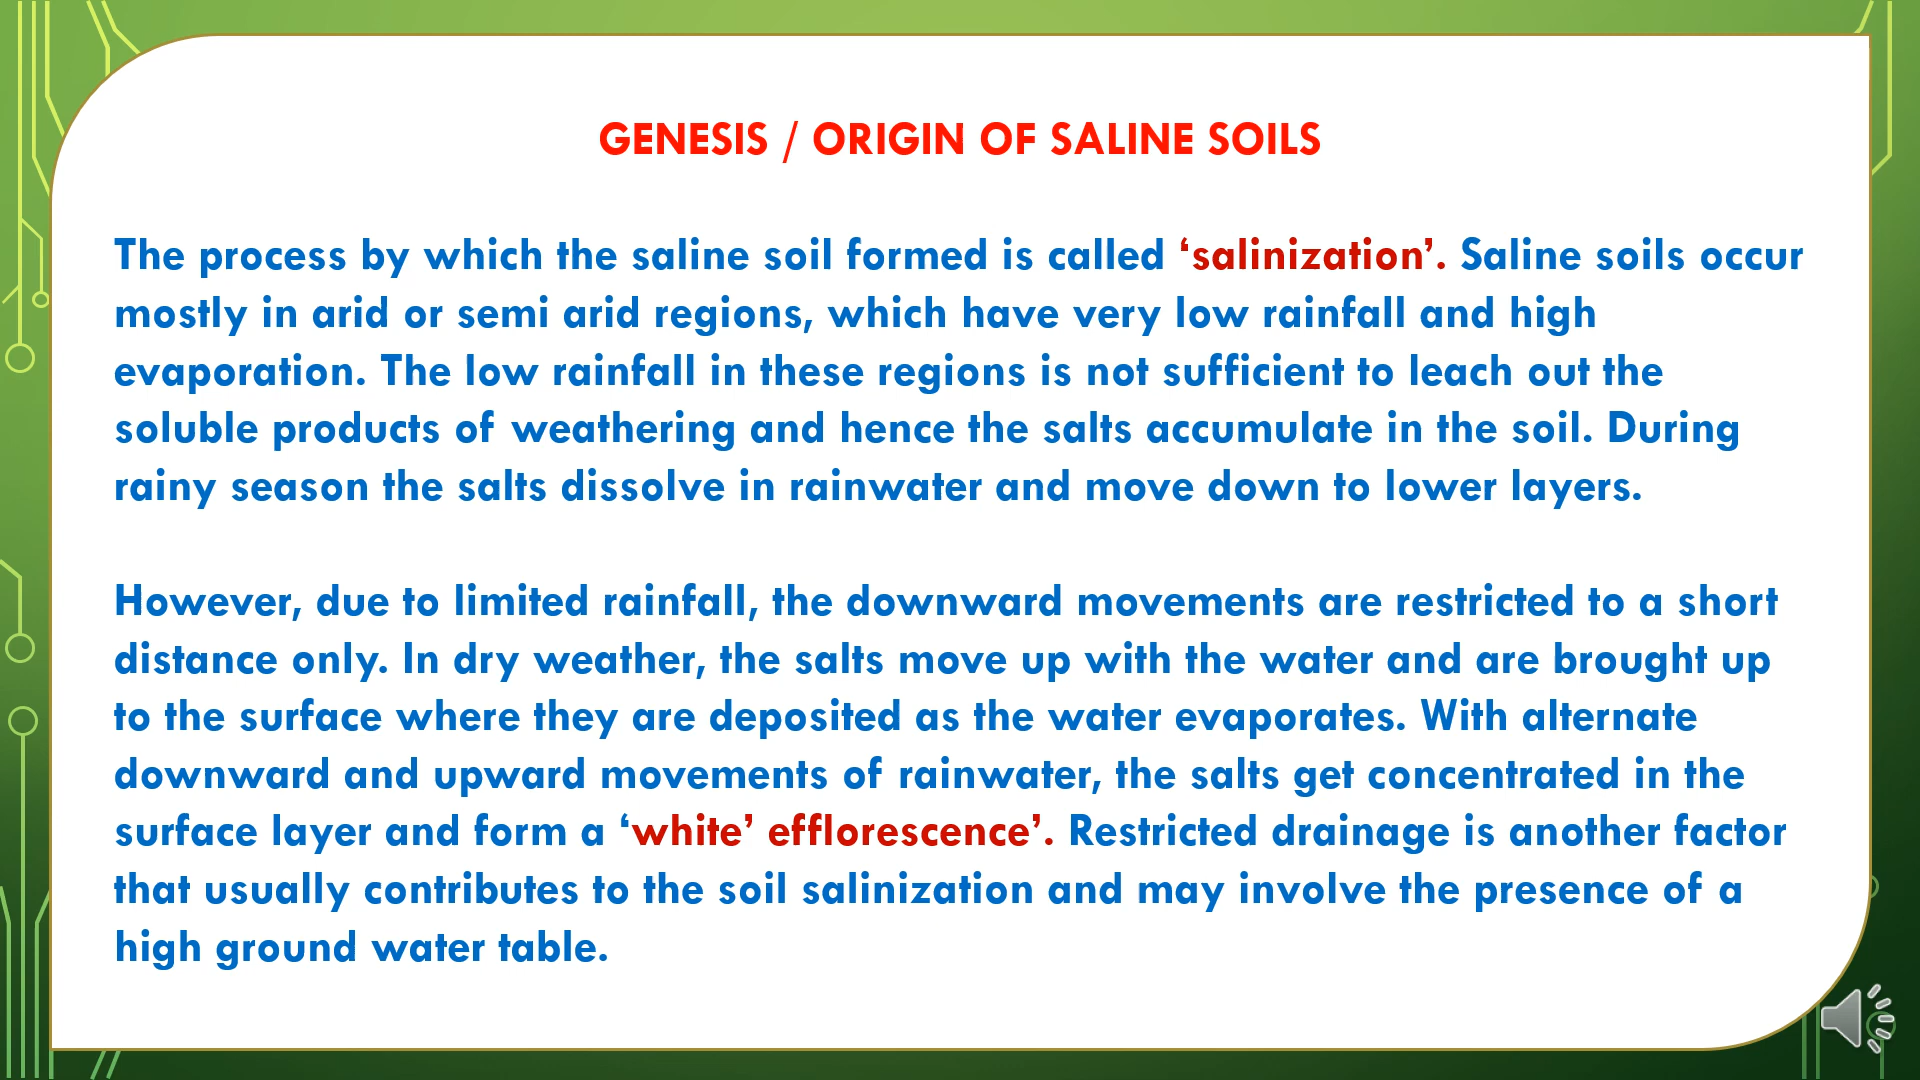 GENESIS / ORIGIN OF SALINE SOILS
The process by which the saline soil formed is called ‘salinization’. Saline soils occur
mostly in arid or semi arid regions, which have very low rainfall and high
evaporation. The low rainfall in these regions is not sufficient to leach out the
soluble products of weathering and hence the salts accumulate in the soil. During
rainy season the salts dissolve in rainwater and move down to lower layers.
However, due to limited rainfall, the downward movements are restricted to a short
distance only. In dry weather, the salts move up with the water and are brought up
to the surface where they are deposited as the water evaporates. With alternate
downward and upward movements of rainwater, the salts get concentrated in the
surface layer and form a ‘white’ efflorescence’. Restricted drainage is another factor
that usually contributes to the soil salinization and may involve the presence of a
high ground water table.